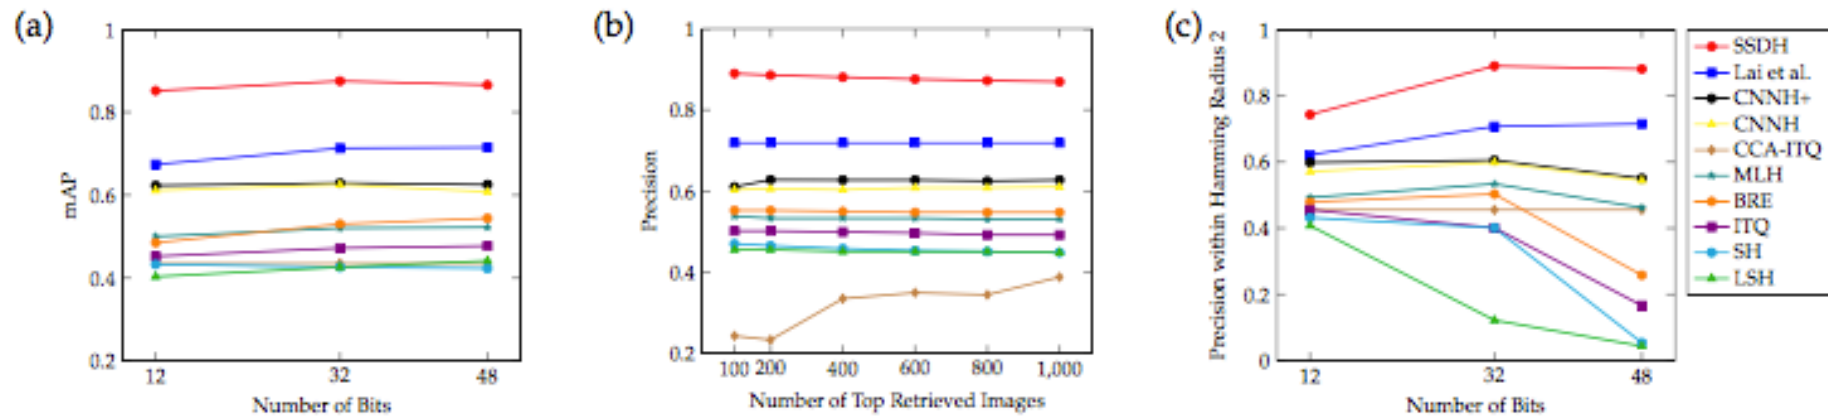 (a)
1
0.8
0.6
0.4
0.2
mAP
12 32 48
Number of Bits
(b)
1
0.8
0.6
0.4
0.2
Precision
100 200 400 600 800 1,000
Number of Top Retrieved Images
(c)
1
0.8
0.6
0.4
0.2
0
Precision within Hamming Radius 2
12 32 48
Number of Bits
SSDH
Lai et al.
CNNH+
CNNH
CCA-ITQ
MLH
BRE
ITQ
SH
LSH